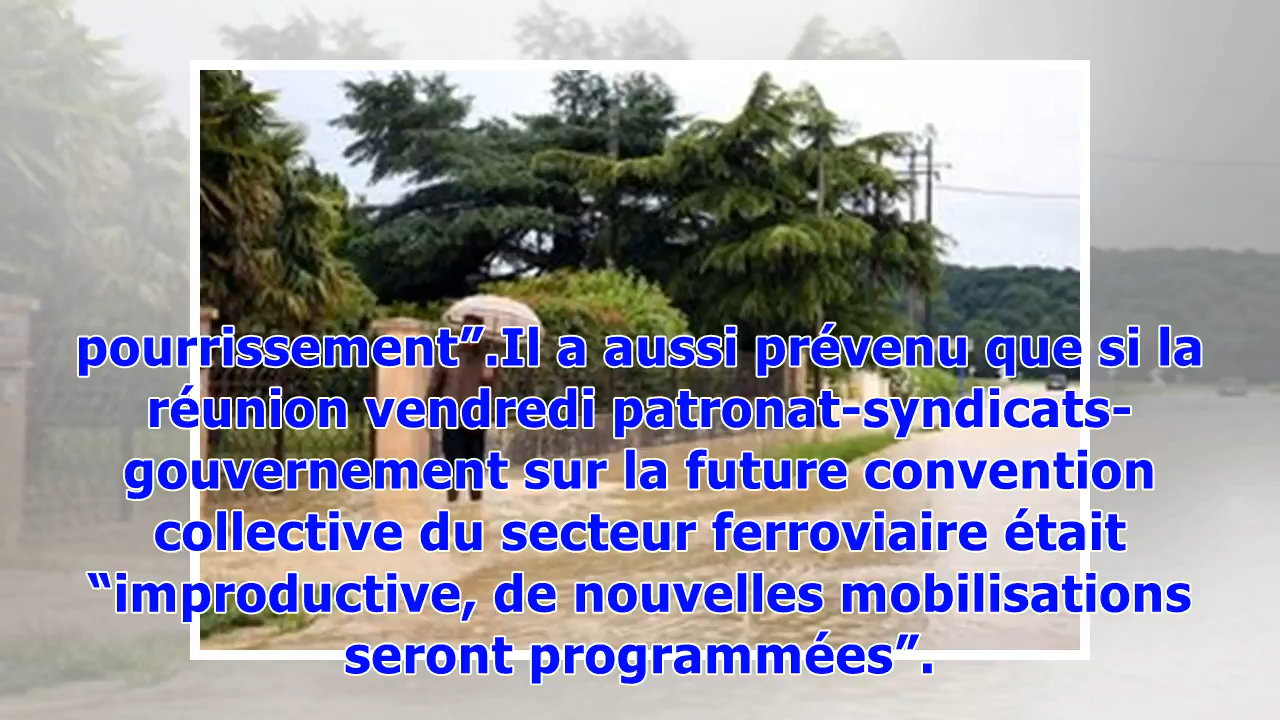 pourrissement”.Il a aussi prévenu que si la
réunion vendredi patronat-syndicats-
gouvernement sur la future convention
collective du secteur ferroviaire était
“improductive, de nouvelles mobilisations
seront programmées”.